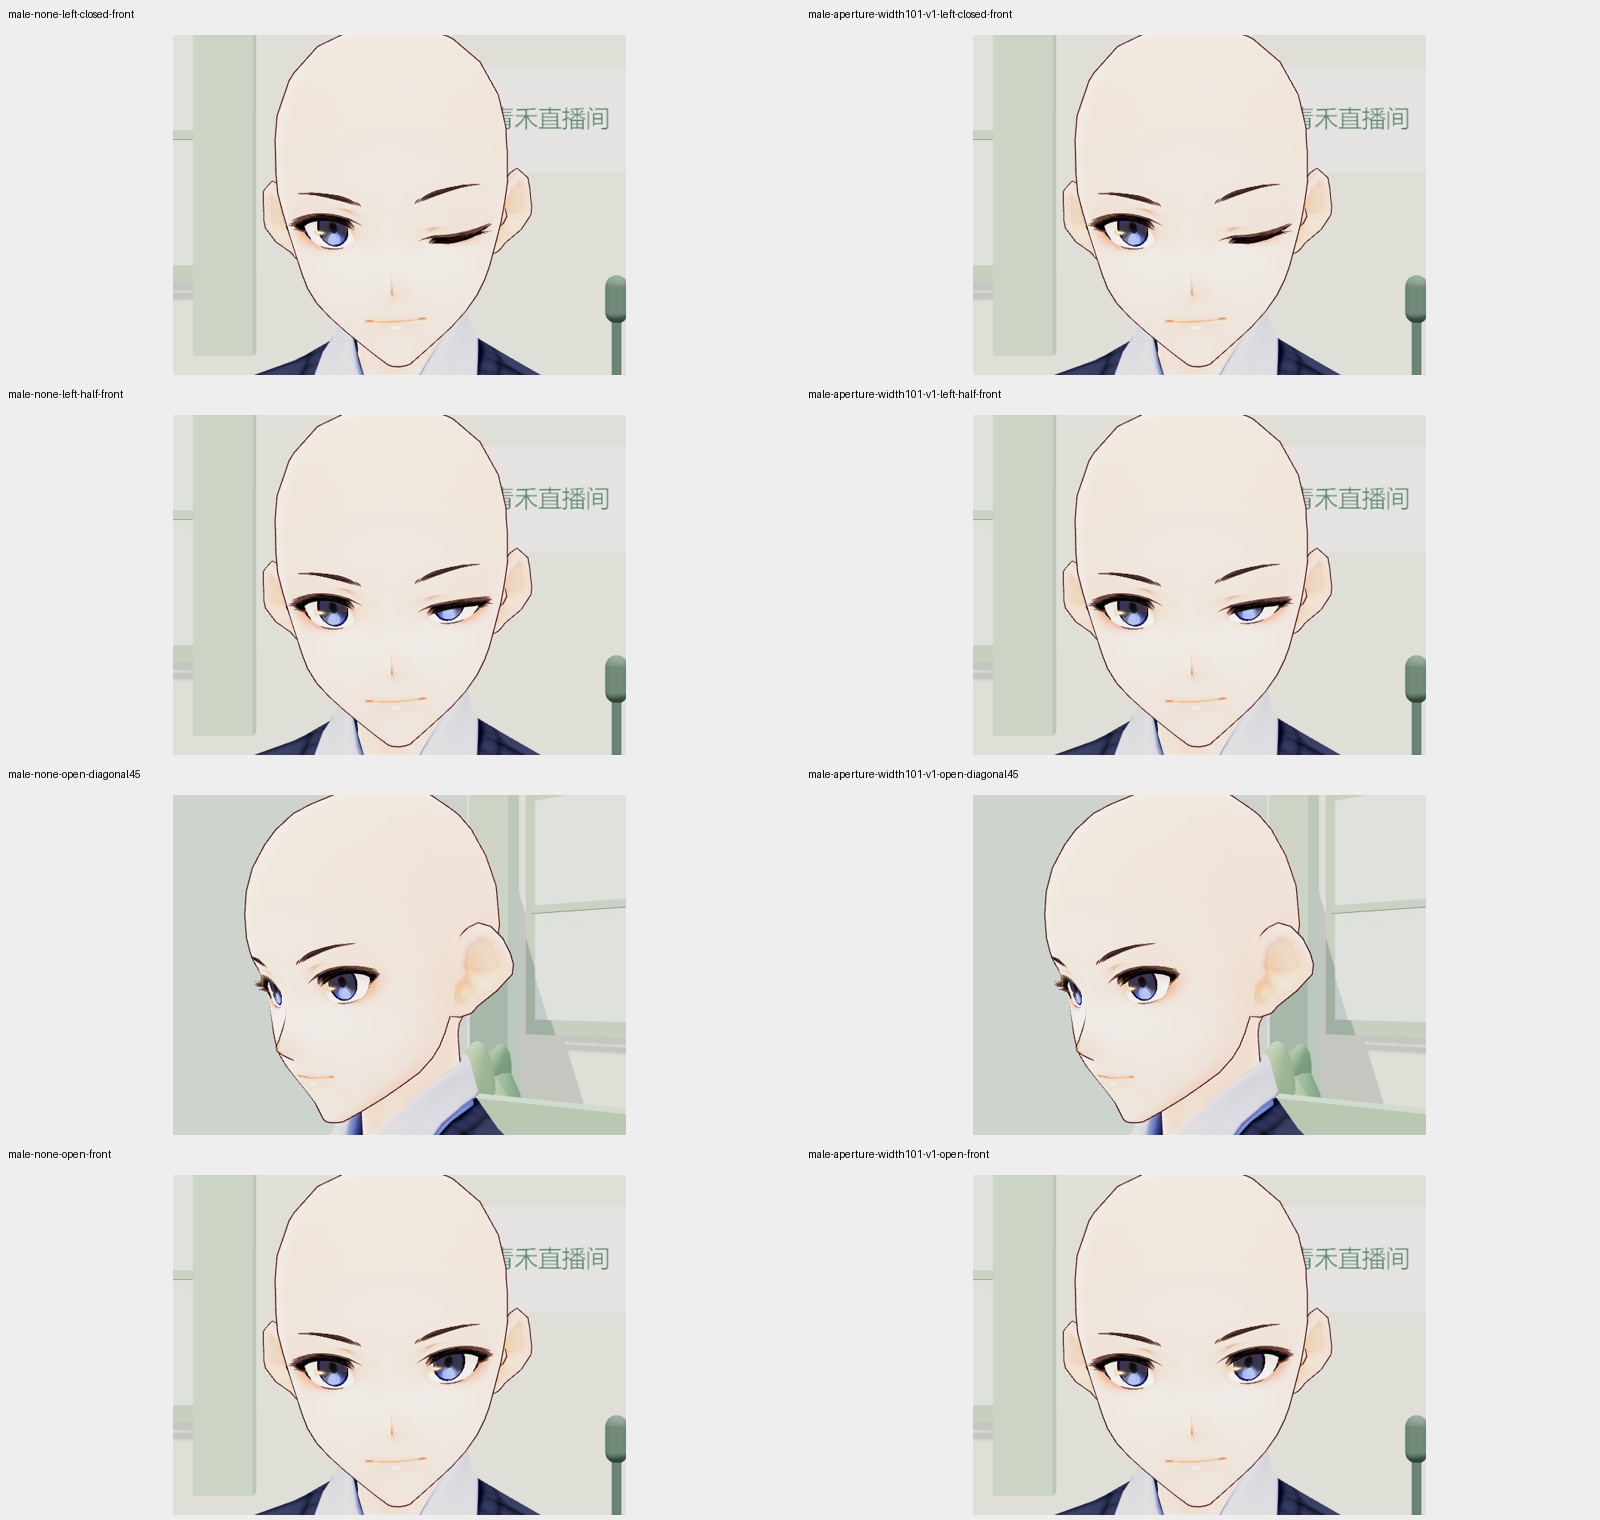 male-none-left-closed-front
male-aperture-width101-v1-left-closed-front
禾直播间
禾直播间
male-none-left-half-front
male-aperture-width101-v1-left-half-front
禾直播间
禾直播间
male-none-open-diagonal45
male-aperture-width101-v1-open-diagonal45
male-none-open-front
male-aperture-width101-v1-open-front
禾直播间
禾直播间